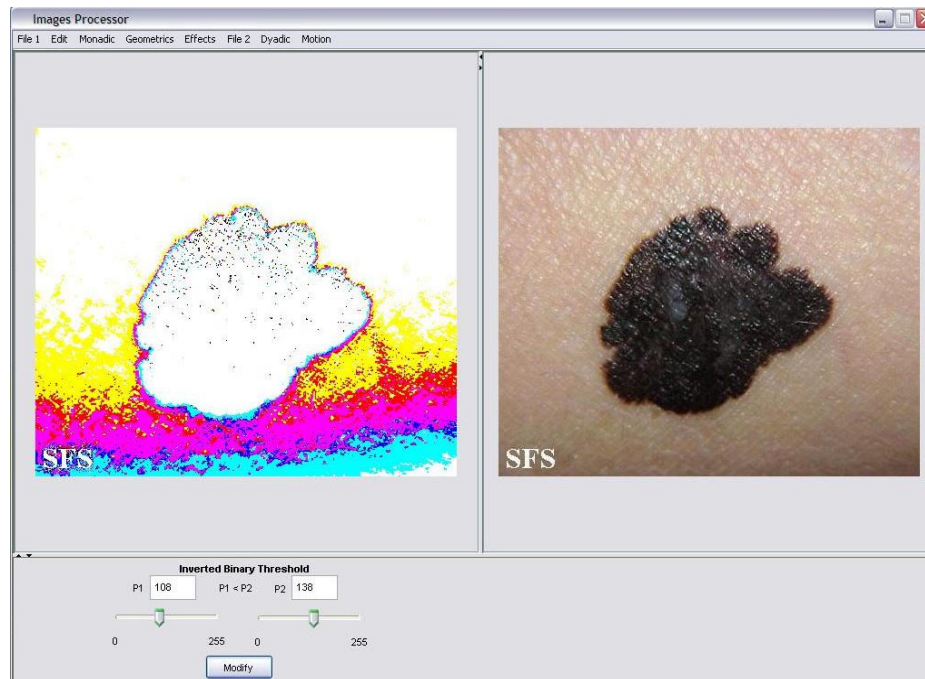 Images Processor
File 1 Edit Monadic Geometrics Effects File 2 Dyadic Motion
SFS
SFS
Inverted Binary Threshold
P1 108 P1 < P2 P2 138
0 255 0 255
Modify